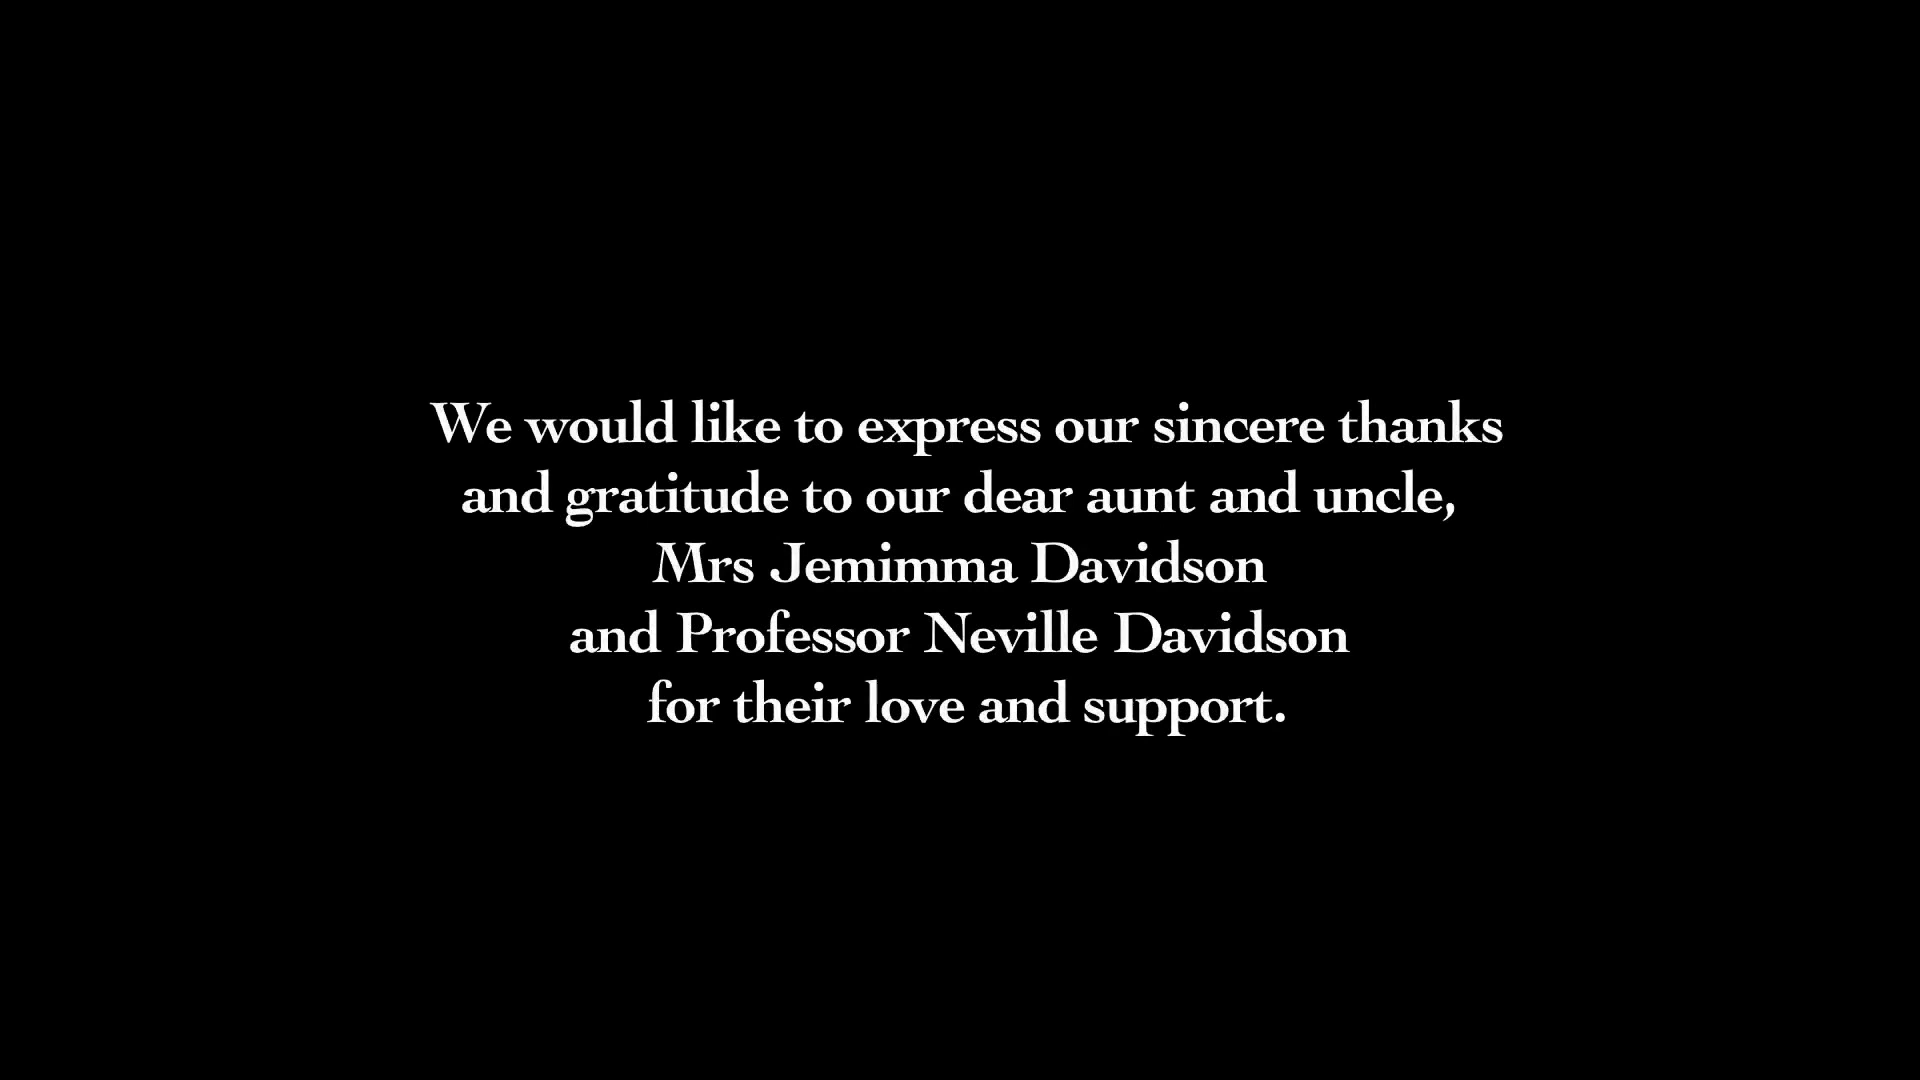 We would like to express our sincere thanks
and gratitude to our dear aunt and uncle,
Mrs Jemimma Davidson
and Professor Neville Davidson
for their love and support.